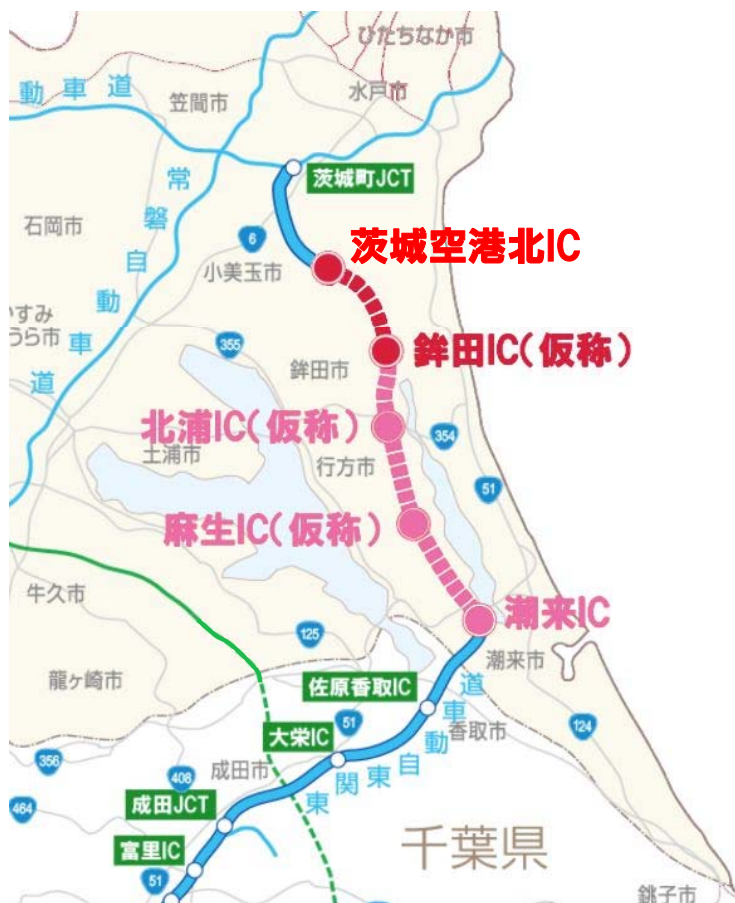 ひたちなか市
動車道
笠間市
水戸市
茨城町JCT
常磐自動車道
石岡市
6
茨城空港北IC
小美玉市
かすみ
うら市
355
鉾田市
鉾田IC(仮称)
北浦IC(仮称)
354
土浦市
行方市
51
麻生IC(仮称)
牛久市
潮来IC
125
潮来市
龍ヶ崎市
佐原香取IC
51
124
大栄IC
香取市
356
成田市
408
東関東自動車道
464
成田JCT
千葉県
富里IC
51
銚子市